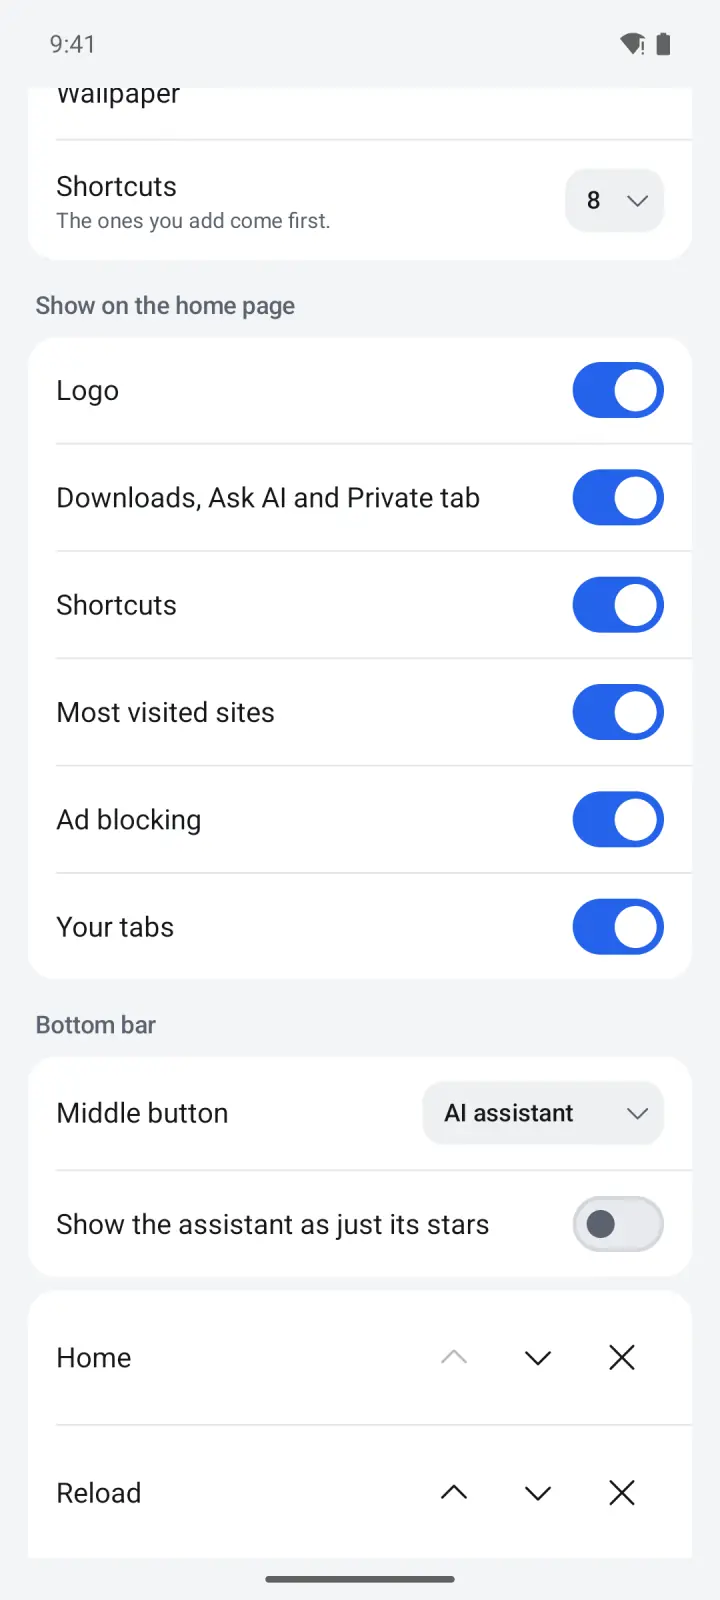 9:41
Wallpaper
Shortcuts
8
The ones you add come first.
Show on the home page
Logo
Downloads, Ask AI and Private tab
Shortcuts
Most visited sites
Ad blocking
Your tabs
Bottom bar
Middle button
AI assistant
Show the assistant as just its stars
Home
Reload